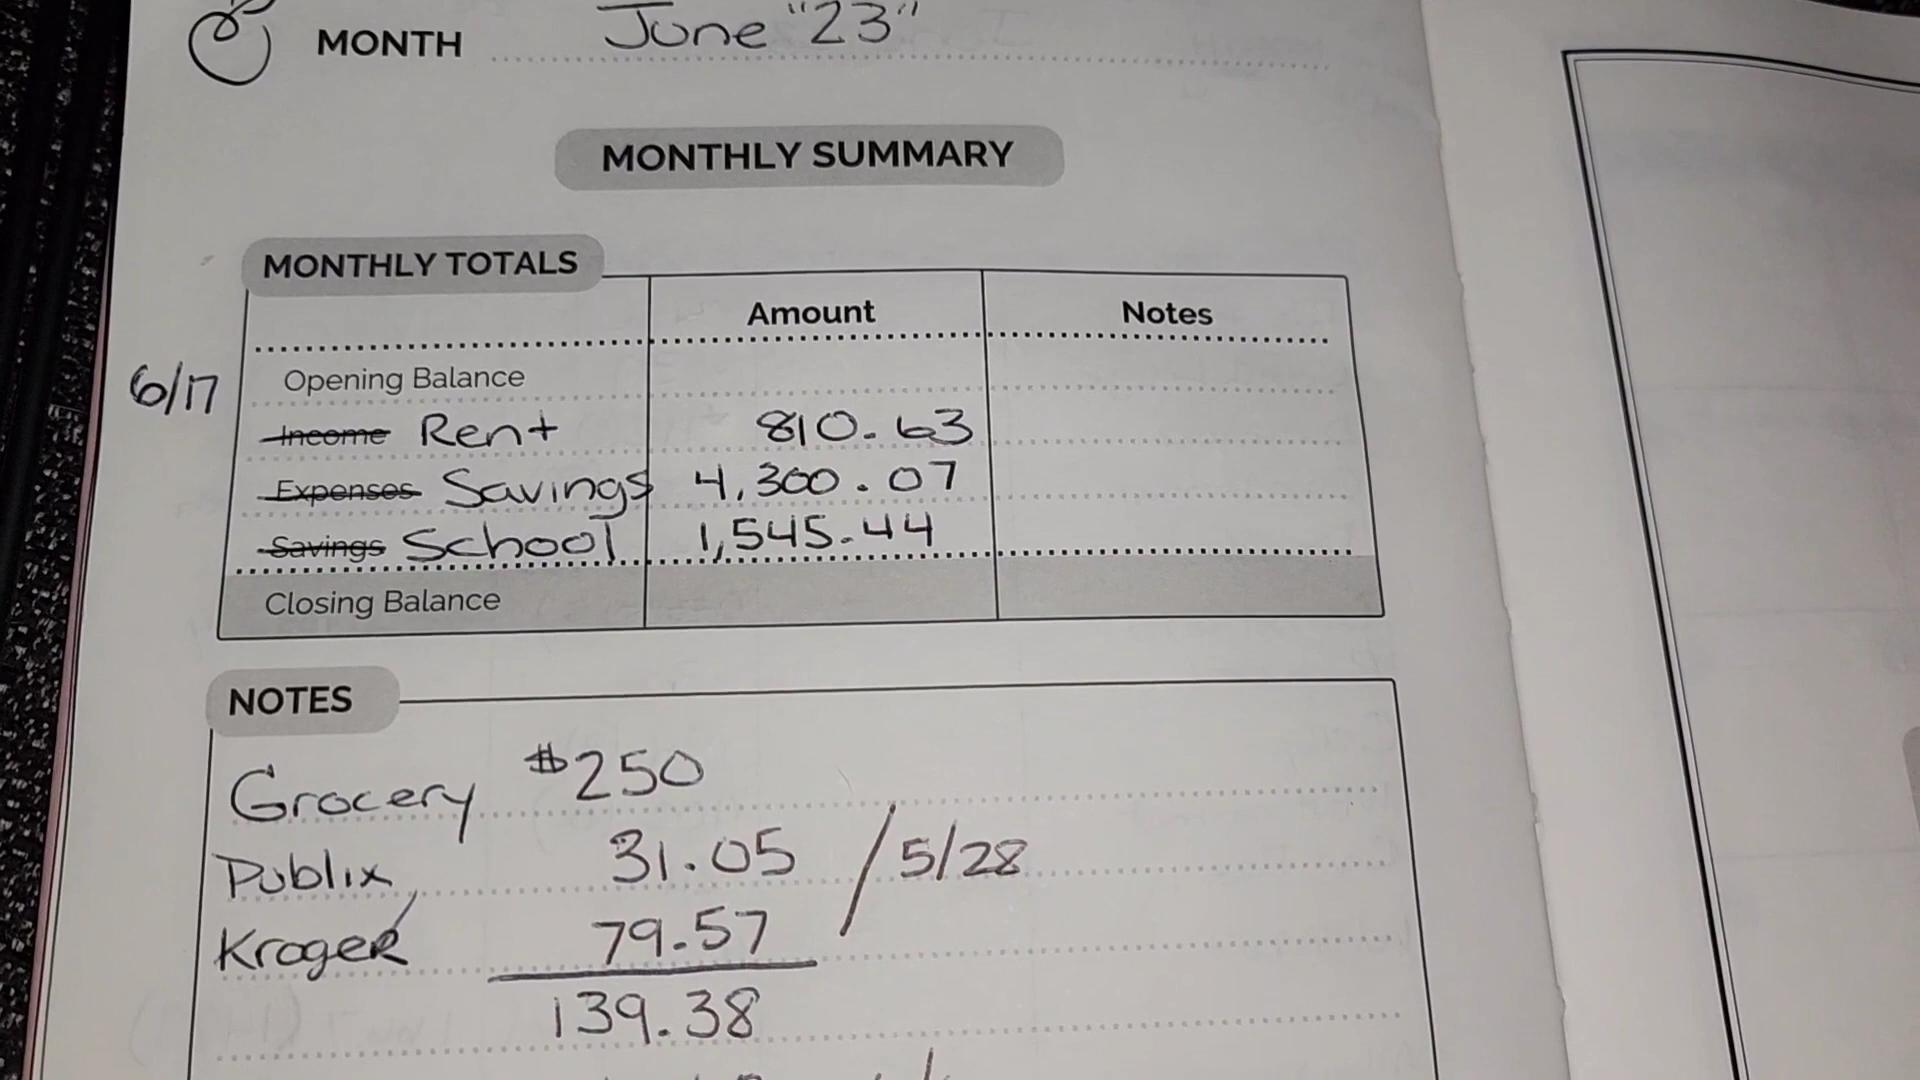 MONTH June "23"
MONTHLY SUMMARY
MONTHLY TOTALS
Amount Notes
6/17 Opening Balance
Income Rent 810.63
Expenses Savings 4,300.07
Savings School 1,545.44
Closing Balance
NOTES
Grocery $250
Publix 31.05 / 5/28
Kroger 79.57
139.38